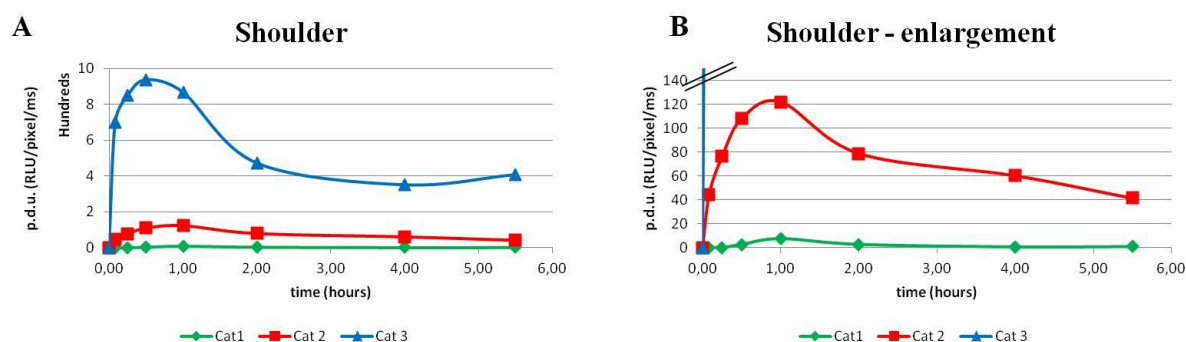 A
Shoulder
Hundreds
p.d.u. (RLU/pixel/ms)
10
8
6
4
2
0
0,00 1,00 2,00 3,00 4,00 5,00 6,00
time (hours)
Cat1 Cat 2 Cat 3
B
Shoulder - enlargement
p.d.u. (RLU/pixel/ms)
140
120
100
80
60
40
20
0
0,00 1,00 2,00 3,00 4,00 5,00 6,00
time (hours)
Cat1 Cat 2 Cat 3